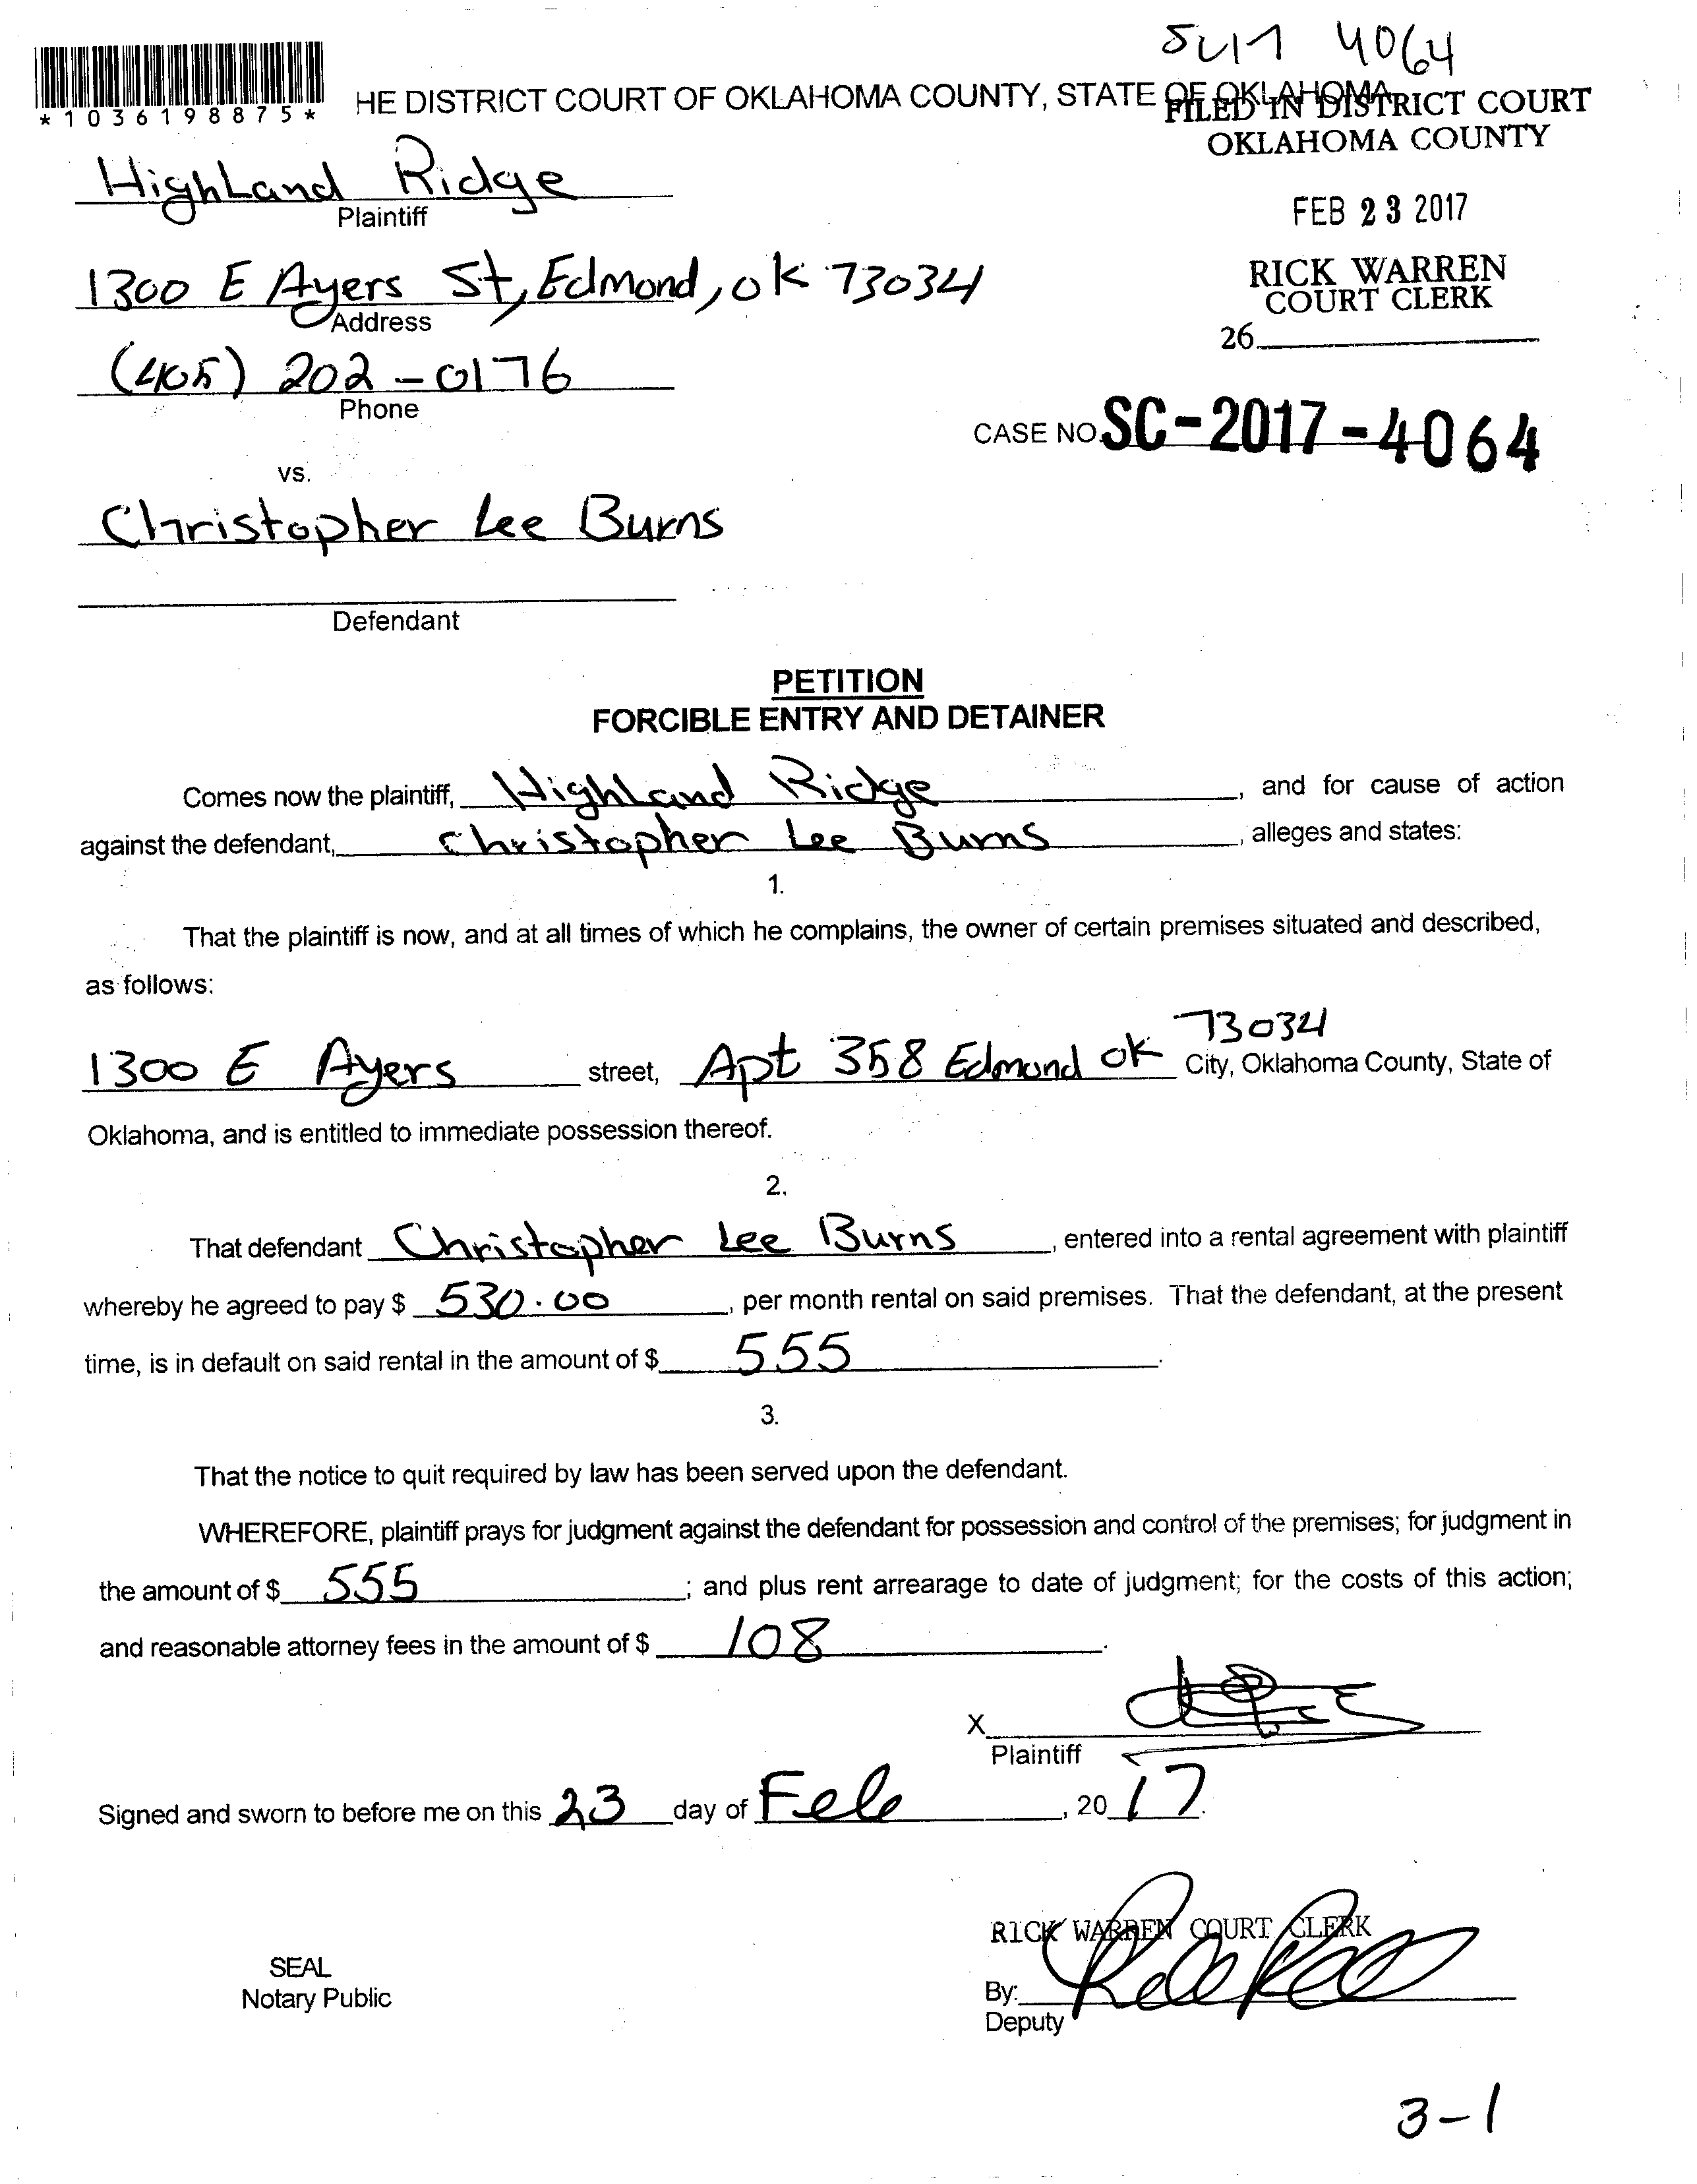 4064
*1036198875*
HE DISTRICT COURT OF OKLAHOMA COUNTY, STATE OF OKLAHOMA
FILED IN DISTRICT COURT
OKLAHOMA COUNTY
HighLand Ridge
Plaintiff
FEB 23 2017
1300 E Ayers St, Edmond, OK 73034
Address
RICK WARREN
COURT CLERK
26
(405) 202-0176
Phone
CASE NO. SC-2017-4064
vs.
Christopher Lee Burns
Defendant
PETITION
FORCIBLE ENTRY AND DETAINER
Comes now the plaintiff, HighLand Ridge, and for cause of action
against the defendant, Christopher Lee Burns, alleges and states:
1.
That the plaintiff is now, and at all times of which he complains, the owner of certain premises situated and described,
as follows:
73034
1300 E Ayers street, Apt 358 Edmond OK City, Oklahoma County, State of
Oklahoma, and is entitled to immediate possession thereof.
2.
That defendant Christopher Lee Burns, entered into a rental agreement with plaintiff
whereby he agreed to pay $ 530.00, per month rental on said premises. That the defendant, at the present
time, is in default on said rental in the amount of $ 555.
3.
That the notice to quit required by law has been served upon the defendant.
WHEREFORE, plaintiff prays for judgment against the defendant for possession and control of the premises; for judgment in
the amount of $ 555; and plus rent arrearage to date of judgment; for the costs of this action;
and reasonable attorney fees in the amount of $ 108.
X
Plaintiff
Signed and sworn to before me on this 23 day of Feb, 2017.
RICK WARREN COURT CLERK
SEAL
Notary Public
By:
Deputy
3-1